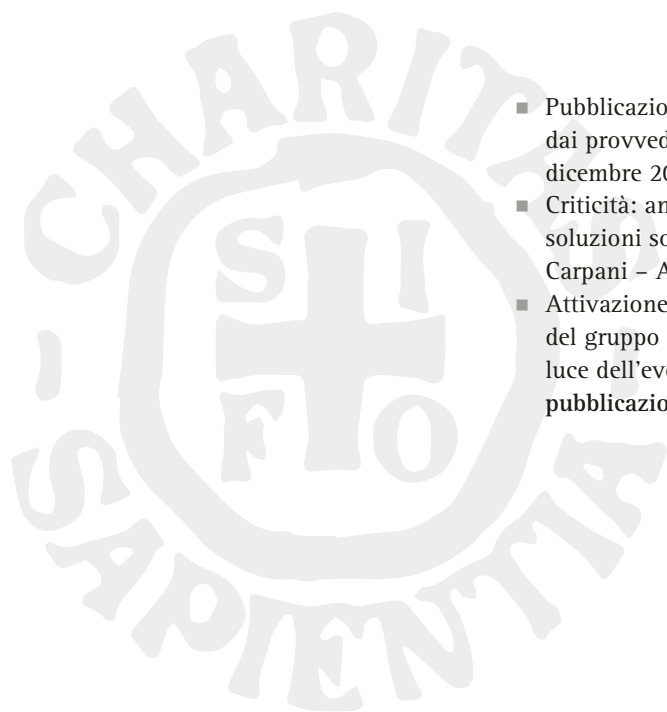 CHARITAS – SAPIENTIA –
S I
F O
■ Pubblicazio
dai provved
dicembre 20
■ Criticità: an
soluzioni so
Carpani – A
■ Attivazione
del gruppo
luce dell'eve
pubblicazio